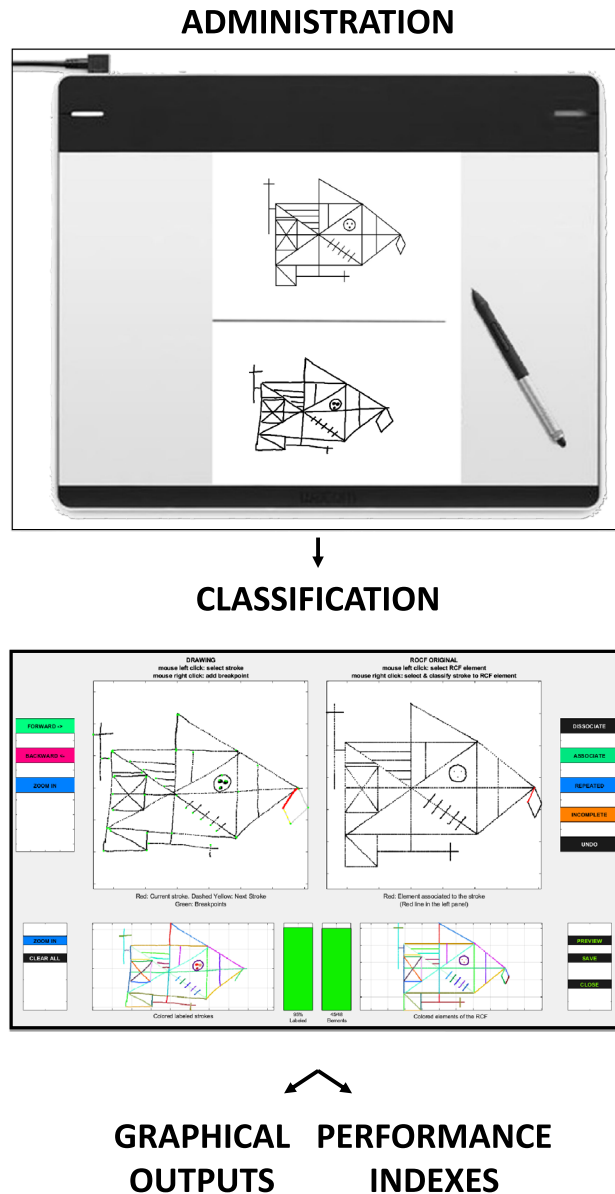 ADMINISTRATION
wacom
CLASSIFICATION
DRAWING
mouse left click: select stroke
mouse right click: add breakpoint
ROCF ORIGINAL
mouse left click: select RCF element
mouse right click: select & classify stroke to RCF element
FORWARD ->
BACKWARD <-
ZOOM IN
DISSOCIATE
ASSOCIATE
REPEATED
INCOMPLETE
UNDO
Red: Current stroke. Dashed Yellow: Next Stroke
Green: Breakpoints
Red: Element associated to the stroke
(Red line in the left panel)
ZOOM IN
CLEAR ALL
PREVIEW
SAVE
CLOSE
Colored labeled strokes
Labeled
Elements
Colored elements of the RCF
GRAPHICAL OUTPUTS
PERFORMANCE INDEXES